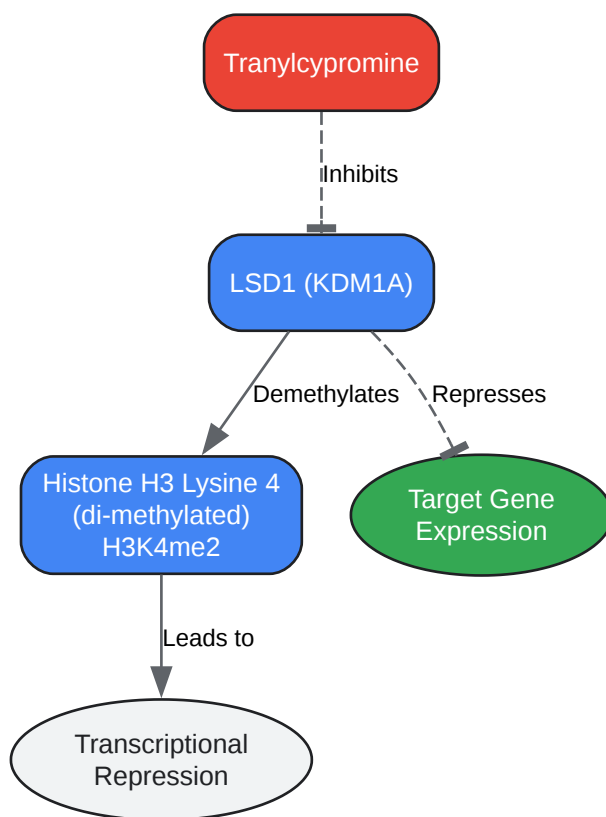 Tranylcypromine
Inhibits
LSD1 (KDM1A)
Demethylates
Represses
Histone H3 Lysine 4
(di-methylated)
H3K4me2
Target Gene
Expression
Leads to
Transcriptional
Repression